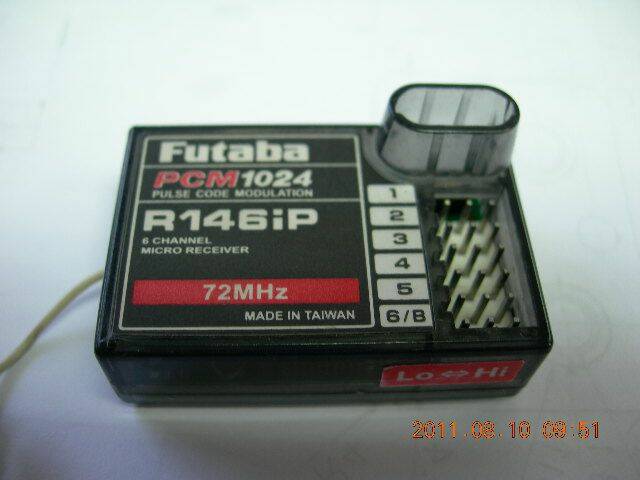 Futaba
PCM1024
PULSE CODE MODULATION
R146iP
6 CHANNEL
MICRO RECEIVER
72MHz
MADE IN TAIWAN
1
2
3
4
5
6/B
Lo⇔Hi
2011.08.10 09:51